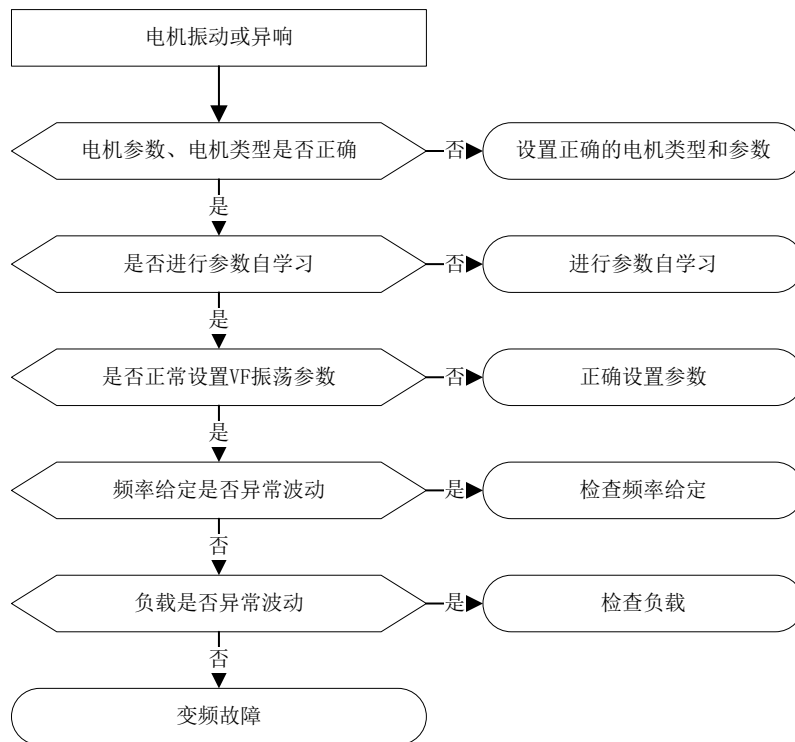 电机振动或异响
电机参数、电机类型是否正确
否
设置正确的电机类型和参数
是
是否进行参数自学习
否
进行参数自学习
是
是否正常设置VF振荡参数
否
正确设置参数
是
频率给定是否异常波动
是
检查频率给定
否
负载是否异常波动
是
检查负载
否
变频故障